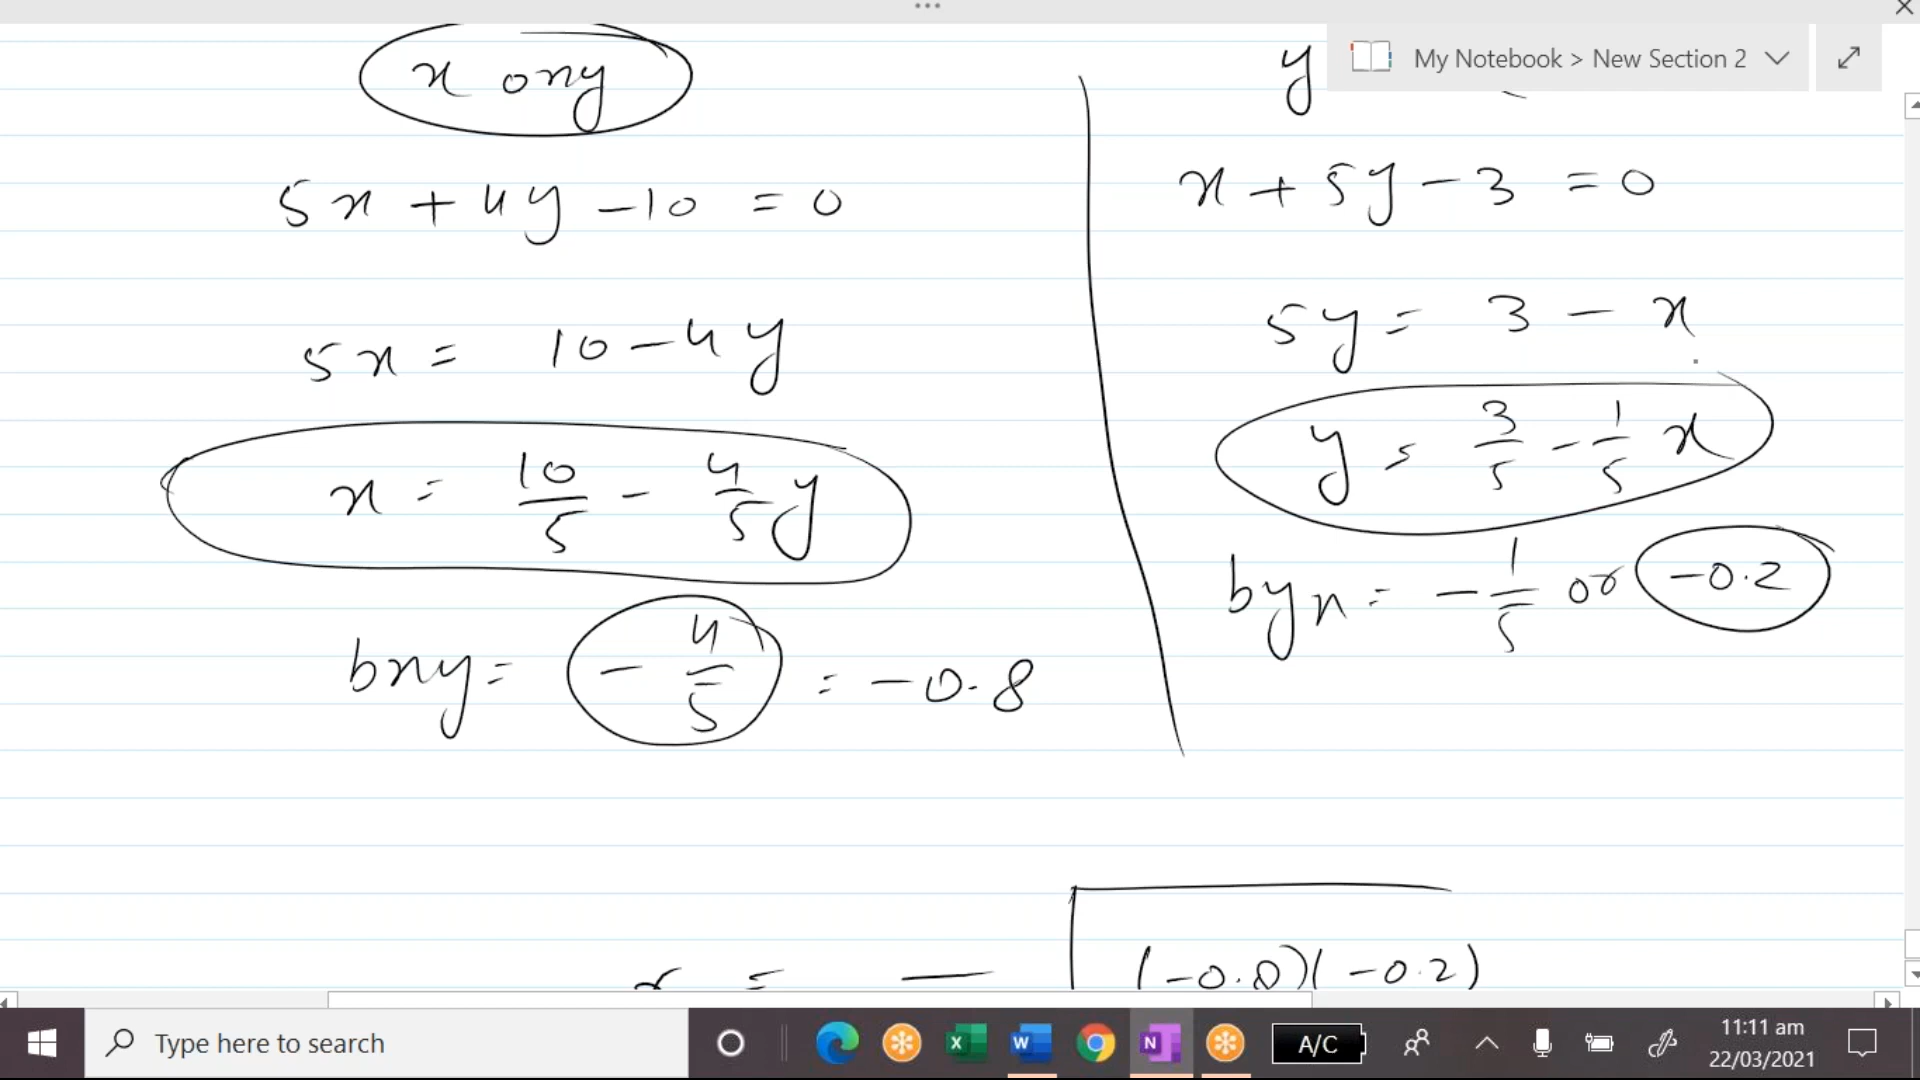 My Notebook > New Section 2
x on y
5x + 4y - 10 = 0
5x = 10 - 4y
x = 10/5 - 4/5 y
bxy = - 4/5 = -0.8
y
x + 5y - 3 = 0
5y = 3 - x
y = 3/5 - 1/5 x
byx = - 1/5 or -0.2
r = - √(-0.8)(-0.2)
Type here to search
A/C
11:11 am
22/03/2021